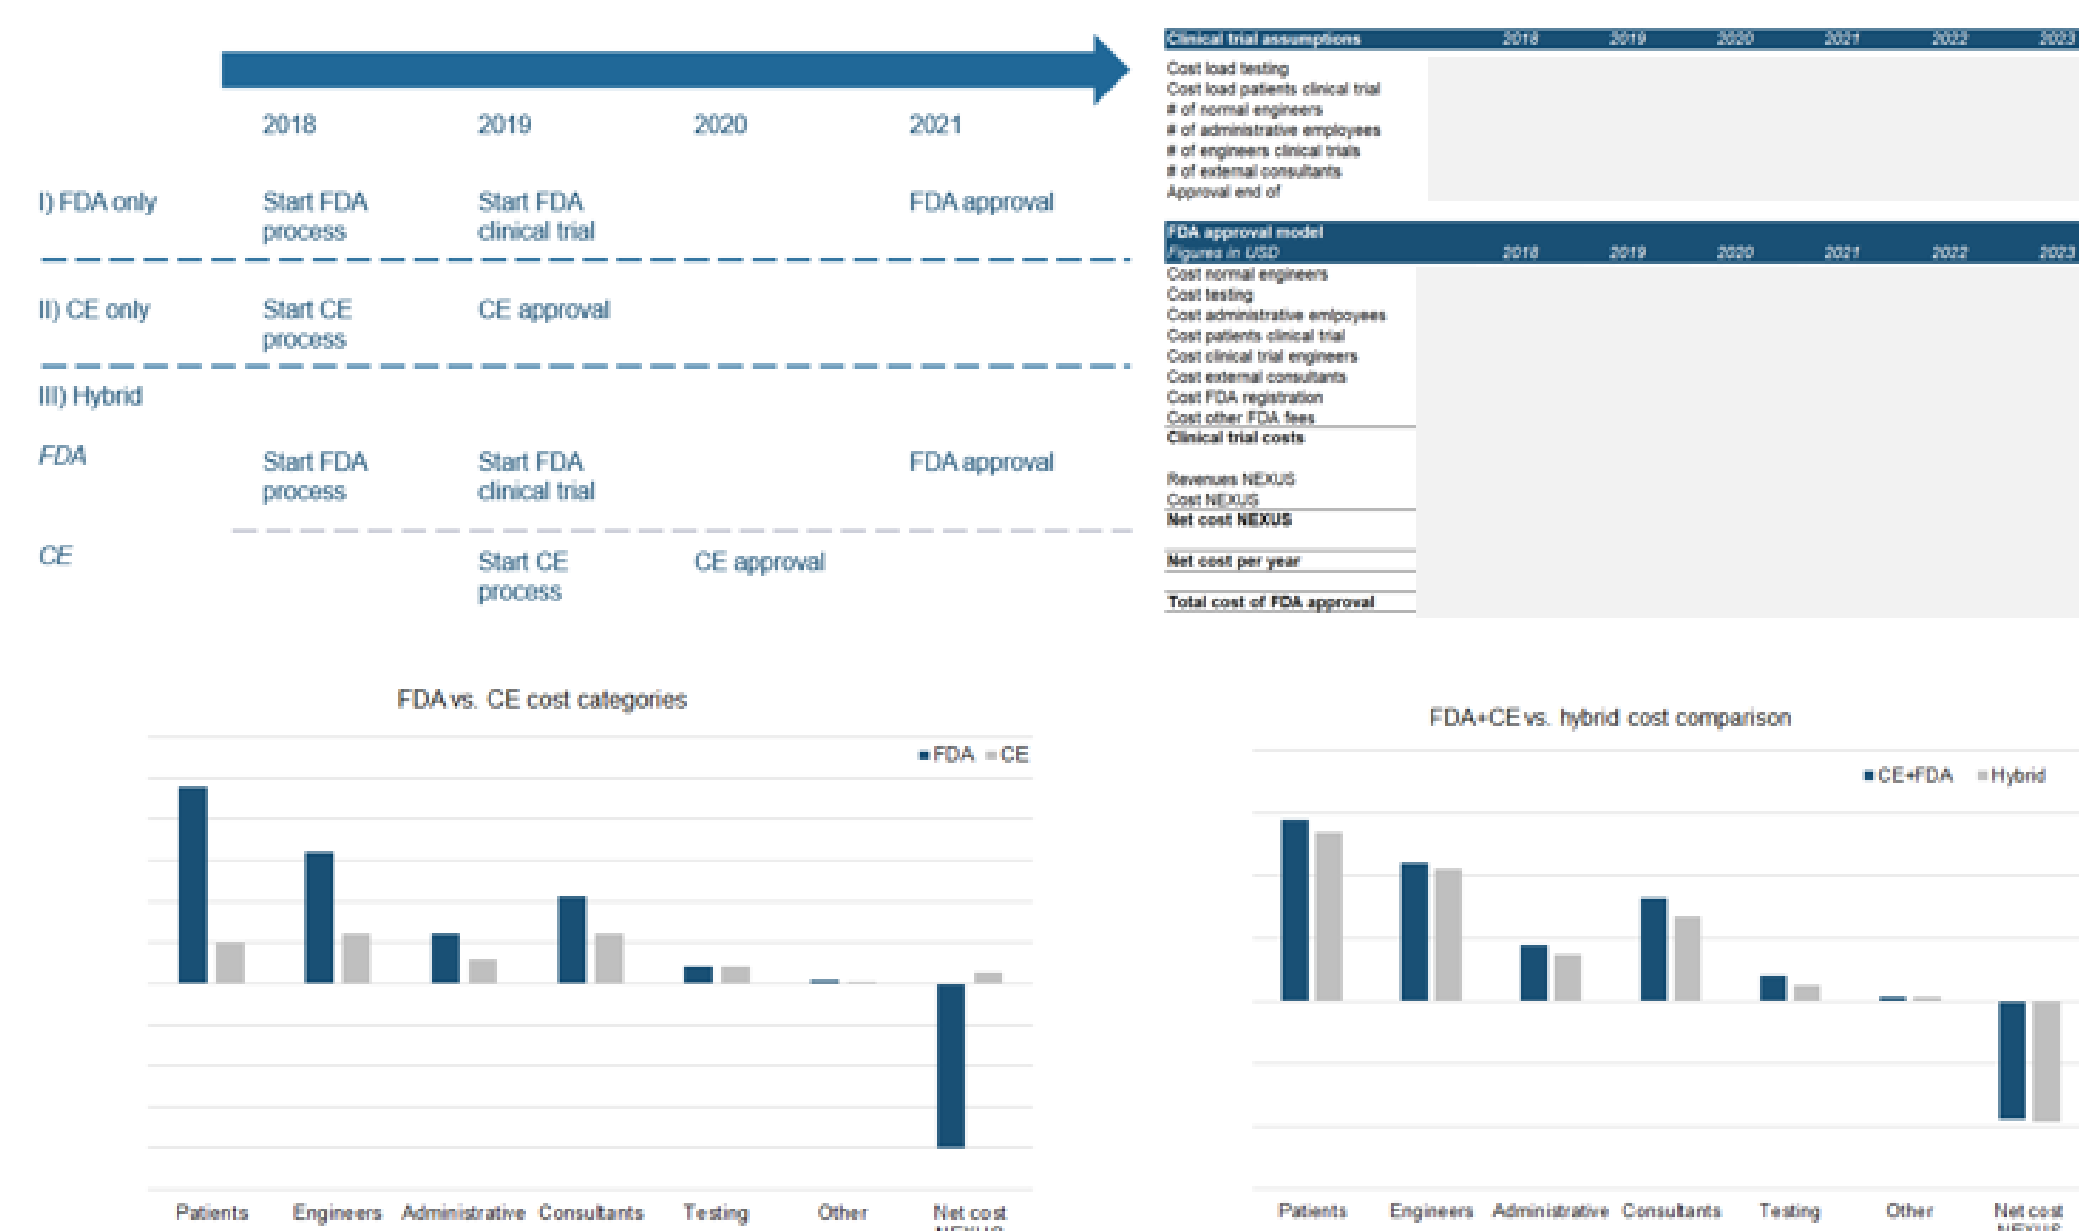 2018 2019 2020 2021
I) FDA only Start FDA process Start FDA clinical trial FDA approval
II) CE only Start CE process CE approval
III) Hybrid
FDA Start FDA process Start FDA clinical trial FDA approval
CE Start CE process CE approval
Clinical trial assumptions 2018 2019 2020 2021 2022 2023
Cost load testing
Cost load patients clinical trial
# of normal engineers
# of administrative employees
# of engineers clinical trials
# of external consultants
Approval end of
FDA approval model
Figures in USD 2018 2019 2020 2021 2022 2023
Cost normal engineers
Cost testing
Cost administrative emlpoyees
Cost patients clinical trial
Cost clinical trial engineers
Cost external consultants
Cost FDA registration
Cost other FDA fees
Clinical trial costs
Revenues NEXUS
Cost NEXUS
Net cost NEXUS
Net cost per year
Total cost of FDA approval
FDA vs. CE cost categories
FDA CE
Patients Engineers Administrative Consultants Testing Other Net cost
NEXUS
FDA+CE vs. hybrid cost comparison
CE+FDA Hybrid
Patients Engineers Administrative Consultants Testing Other Net cost
NEXUS